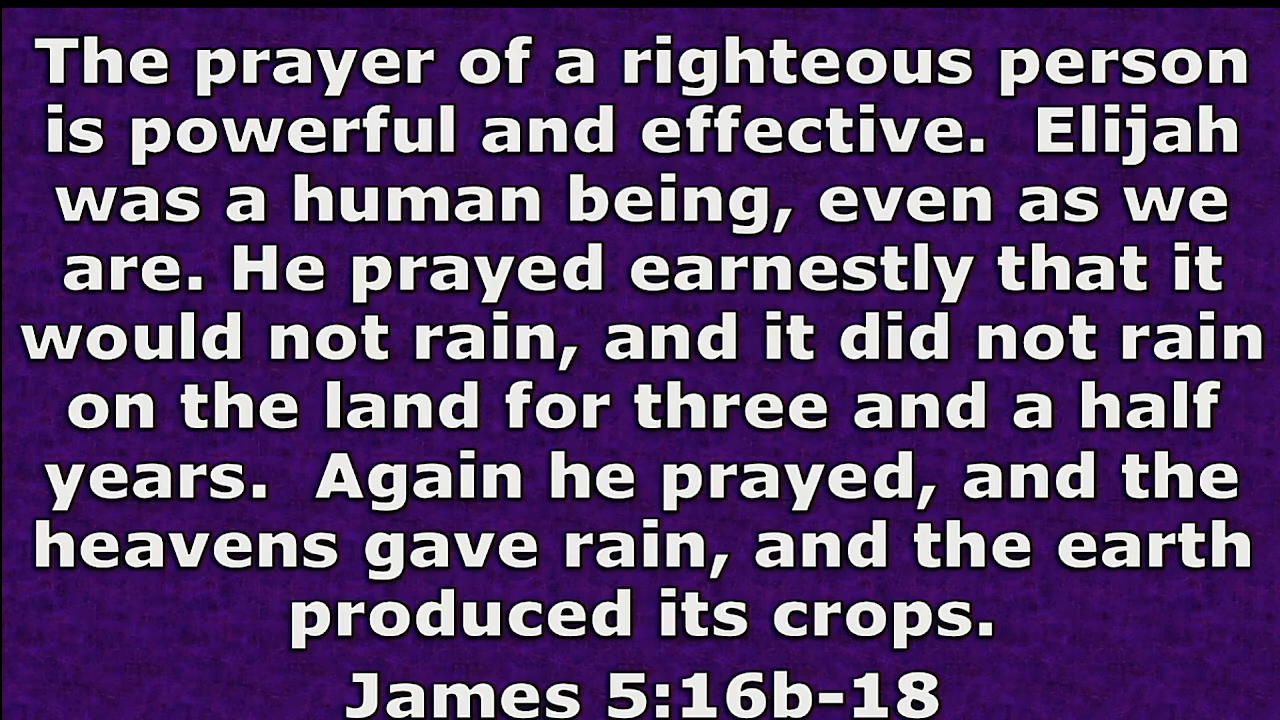 The prayer of a righteous person
is powerful and effective.  Elijah
was a human being, even as we
are. He prayed earnestly that it
would not rain, and it did not rain
on the land for three and a half
years.  Again he prayed, and the
heavens gave rain, and the earth
produced its crops.
James 5:16b-18